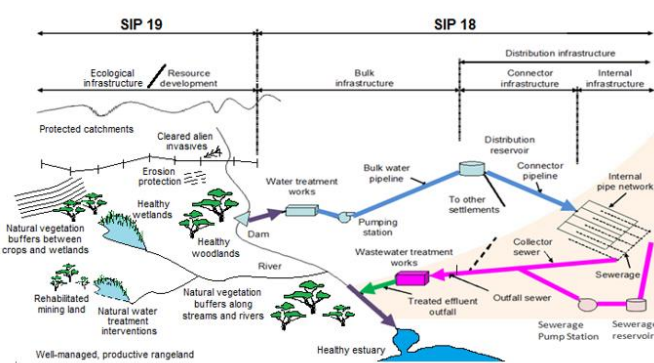 SIP 19
SIP 18
Distribution infrastructure
Ecological
infrastructure
Resource
development
Bulk
infrastructure
Connector
infrastructure
Internal
infrastructure
Protected catchments
Cleared alien
invasives
Erosion
protection
Water treatment
works
Bulk water
pipeline
Distribution
reservoir
Connector
pipeline
Internal
pipe network
Healthy
wetlands
Natural vegetation
buffers between
crops and wetlands
Healthy
woodlands
Dam
Pumping
station
To other
settlements
Collector
sewer
Wastewater treatment
works
River
Sewerage
Rehabilitated
mining land
Natural water
treatment
interventions
Natural vegetation
buffers along
streams and rivers
Treated effluent
outfall
Outfall sewer
Sewerage
Pump Station
Sewerage
reservoir
Healthy estuary
Well-managed, productive rangeland